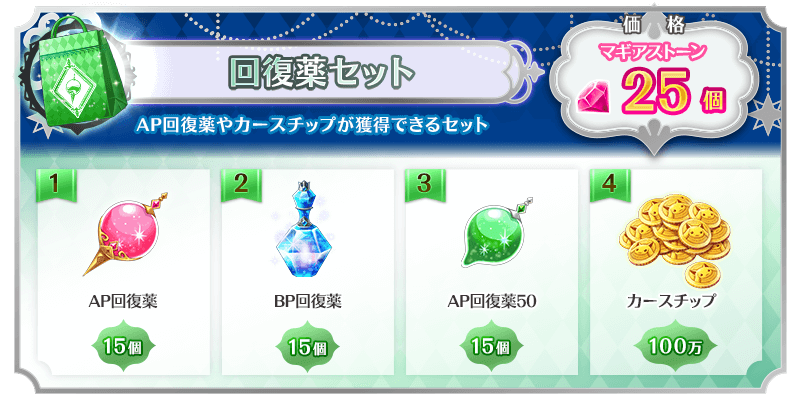 価格
マギアストーン
25個
回復薬セット
AP回復薬やカースチップが獲得できるセット
1
AP回復薬
15個
2
BP回復薬
15個
3
AP回復薬50
15個
4
カースチップ
100万